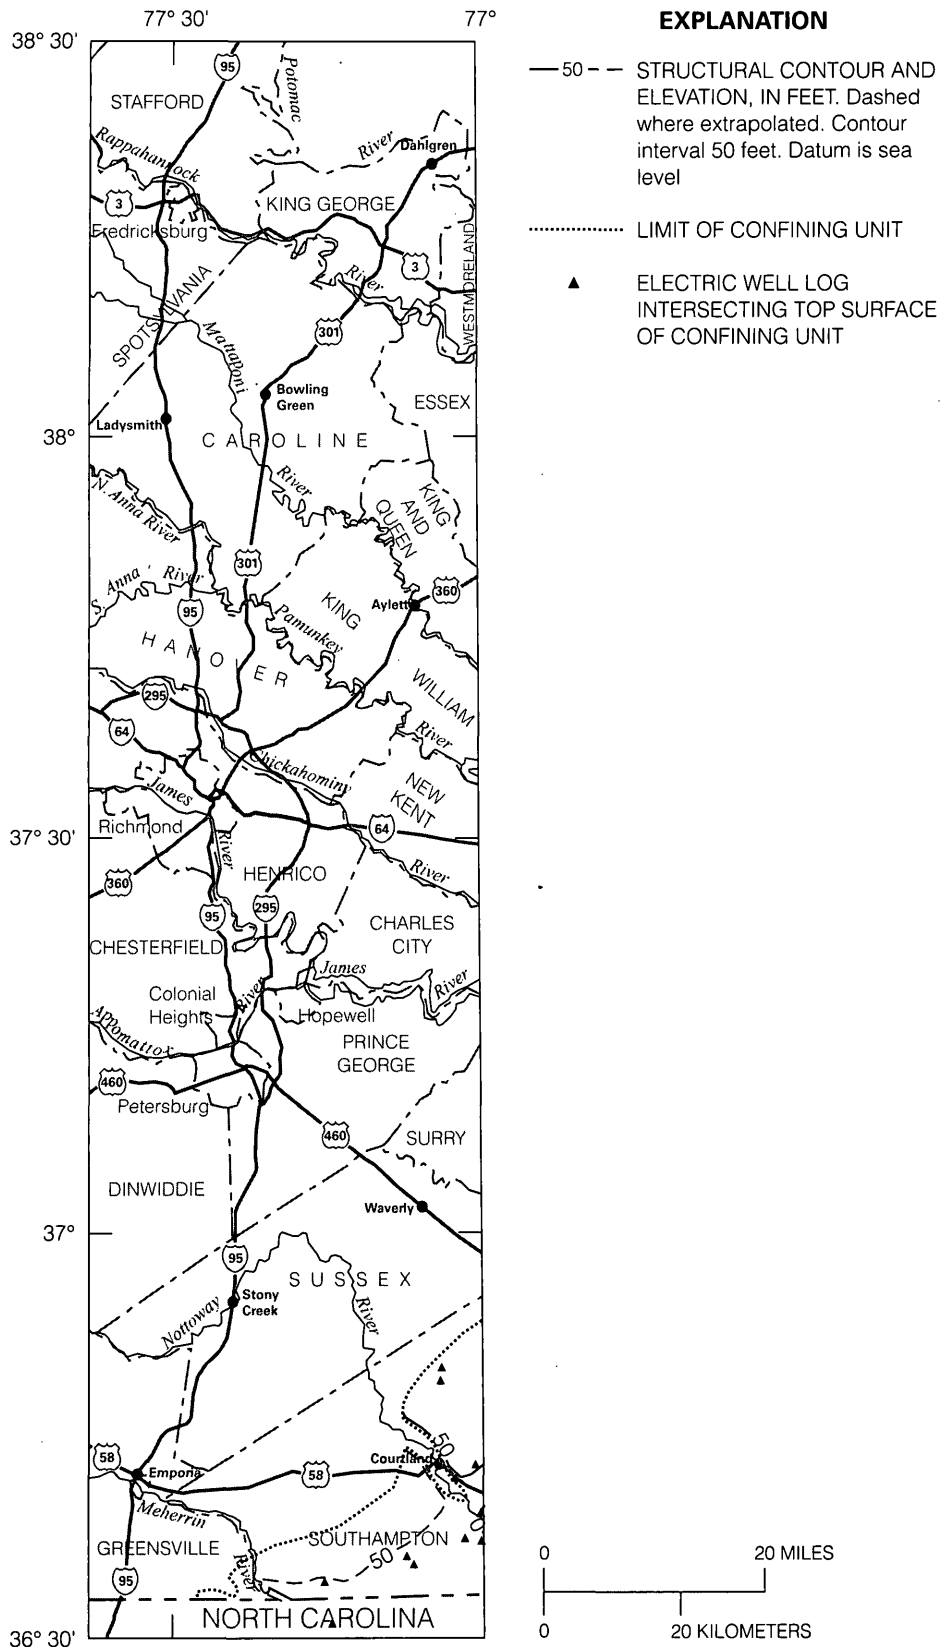 77° 30'
77°
38° 30'
EXPLANATION
50
STRUCTURAL CONTOUR AND
ELEVATION, IN FEET. Dashed
where extrapolated. Contour
interval 50 feet. Datum is sea
level
LIMIT OF CONFINING UNIT
ELECTRIC WELL LOG
INTERSECTING TOP SURFACE
OF CONFINING UNIT
95
Potomac
STAFFORD
River
Dahlgren
Rappahannock
3
KING GEORGE
Fredricksburg
WESTMORELAND
3
River
SPOTSYLVANIA
301
Mattaponi
Bowling
Green
ESSEX
Ladysmith
38°
CAROLINE
River
N. Anna River
KING
AND
QUEEN
301
S. Anna River
360
95
KING
Aylett
Pamunkey
HANOVER
WILLIAM
295
64
River
Chickahominy
NEW
KENT
James
Richmond
64
37° 30'
River
HENRICO
River
360
295
95
CHARLES
CITY
CHESTERFIELD
James
River
Colonial
Heights
River
Hopewell
Appomattox
PRINCE
GEORGE
460
Petersburg
460
SURRY
DINWIDDIE
Waverly
37°
95
SUSSEX
Stony
Creek
Nottoway
River
50
58
Courtland
Emporia
58
Meherrin
0
SOUTHAMPTON
GREENSVILLE
50
River
95
NORTH CAROLINA
36° 30'
0 20 MILES
0 20 KILOMETERS